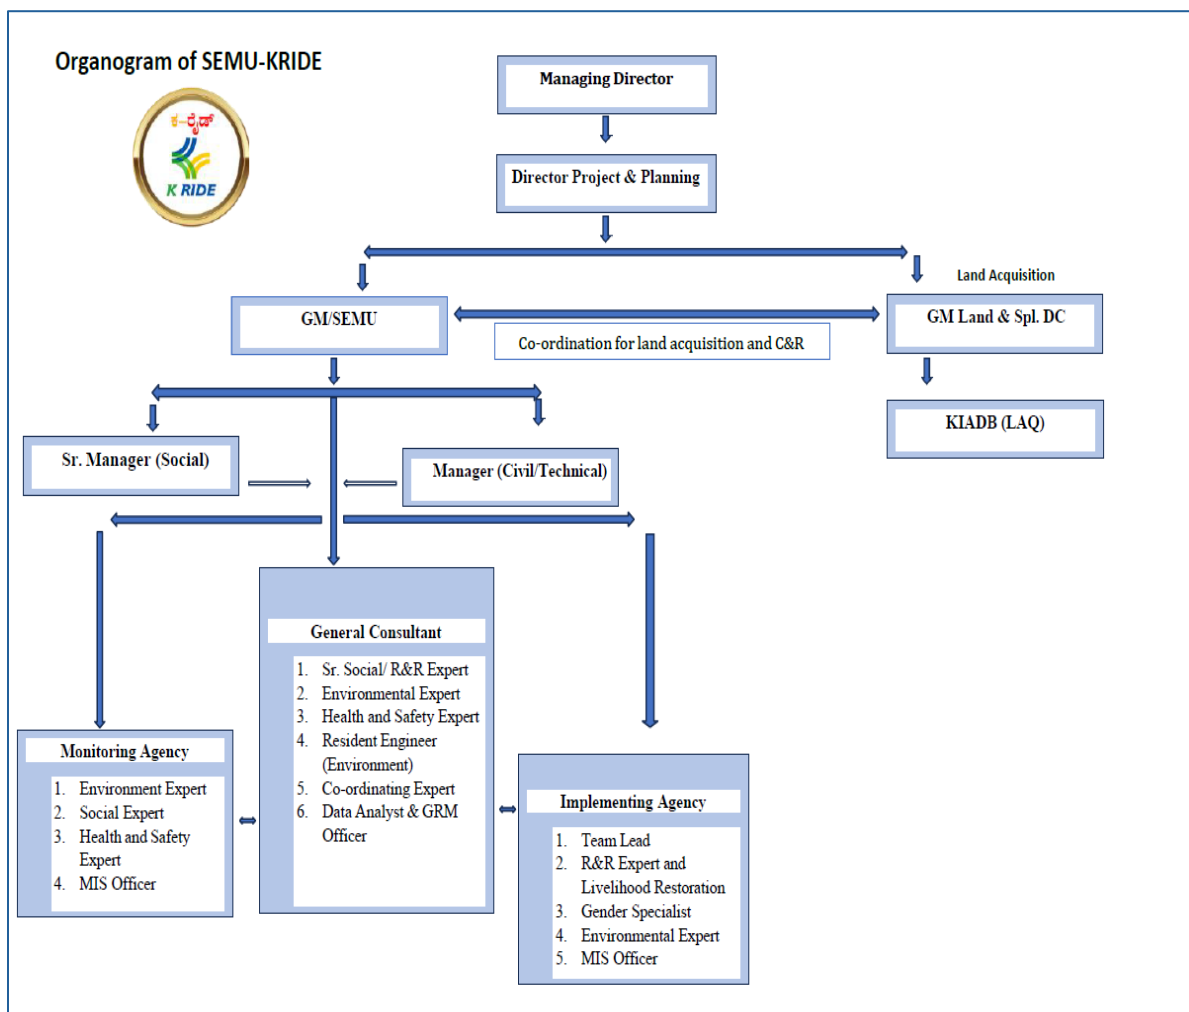 Organogram of SEMU-KRIDE
ಕ-ರೈಡ್
K RIDE
Managing Director
Director Project & Planning
Land Acquisition
GM/SEMU
GM Land & Spl. DC
Co-ordination for land acquisition and C&R
KIADB (LAQ)
Sr. Manager (Social)
Manager (Civil/Technical)
General Consultant
1. Sr. Social/ R&R Expert
2. Environmental Expert
3. Health and Safety Expert
4. Resident Engineer
(Environment)
5. Co-ordinating Expert
6. Data Analyst & GRM
Officer
Monitoring Agency
1. Environment Expert
2. Social Expert
3. Health and Safety
Expert
4. MIS Officer
Implementing Agency
1. Team Lead
2. R&R Expert and
Livelihood Restoration
3. Gender Specialist
4. Environmental Expert
5. MIS Officer